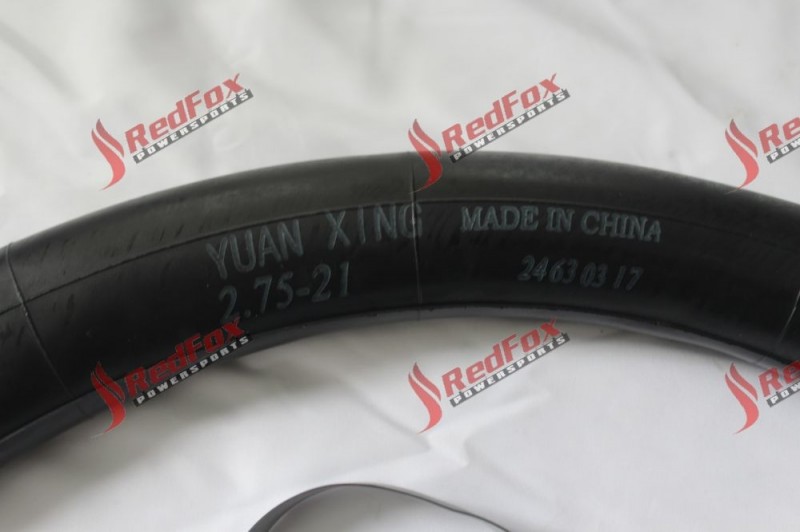 RedFox
POWERSPORTS
RedFox
POWERSPORTS
RedFox
POWERSPORTS
YUAN XING
MADE IN CHINA
2.75-21
2463 03 17
RedFox
POWERSPORTS
RedFox
POWERSPORTS
RedFox
POWERSPORTS